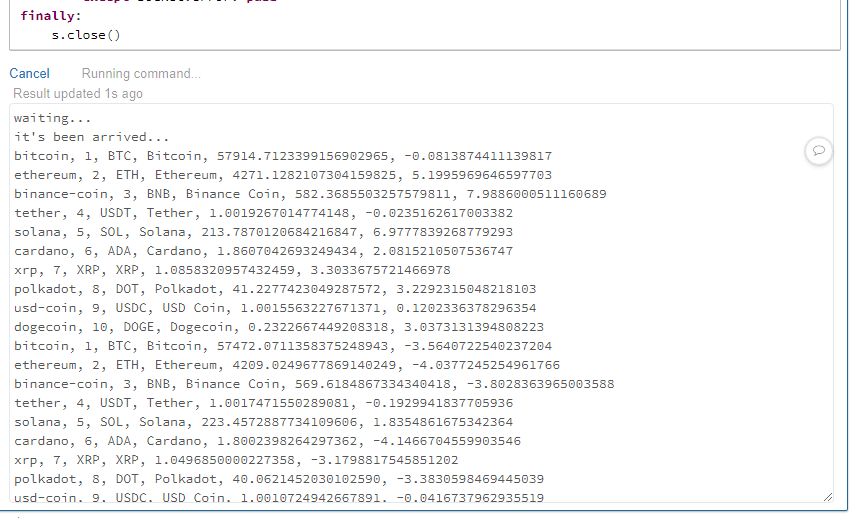 finally:
s.close()
Cancel Running command...
Result updated 1s ago
waiting...
it's been arrived...
bitcoin, 1, BTC, Bitcoin, 57914.7123399156902965, -0.0813874411139817
ethereum, 2, ETH, Ethereum, 4271.1282107304159825, 5.1995969646597703
binance-coin, 3, BNB, Binance Coin, 582.3685503257579811, 7.9886000511160689
tether, 4, USDT, Tether, 1.0019267014774148, -0.0235162617003382
solana, 5, SOL, Solana, 213.7870120684216847, 6.9777839268779293
cardano, 6, ADA, Cardano, 1.8607042693249434, 2.0815210507536747
xrp, 7, XRP, XRP, 1.0858320957432459, 3.3033675721466978
polkadot, 8, DOT, Polkadot, 41.2277423049287572, 3.2292315048218103
usd-coin, 9, USDC, USD Coin, 1.0015563227671371, 0.1202336378296354
dogecoin, 10, DOGE, Dogecoin, 0.2322667449208318, 3.0373131394808223
bitcoin, 1, BTC, Bitcoin, 57472.0711358375248943, -3.5640722540237204
ethereum, 2, ETH, Ethereum, 4209.0249677869140249, -4.0377245254961766
binance-coin, 3, BNB, Binance Coin, 569.6184867334340418, -3.8028363965003588
tether, 4, USDT, Tether, 1.0017471550289081, -0.1929941837705936
solana, 5, SOL, Solana, 223.4572887734109606, 1.8354861675342364
cardano, 6, ADA, Cardano, 1.8002398264297362, -4.1466704559903546
xrp, 7, XRP, XRP, 1.0496850000227358, -3.1798817545851202
polkadot, 8, DOT, Polkadot, 40.0621452030102590, -3.3830598469445039
usd-coin, 9, USDC, USD Coin, 1.0010724942667891, -0.0416737962935519